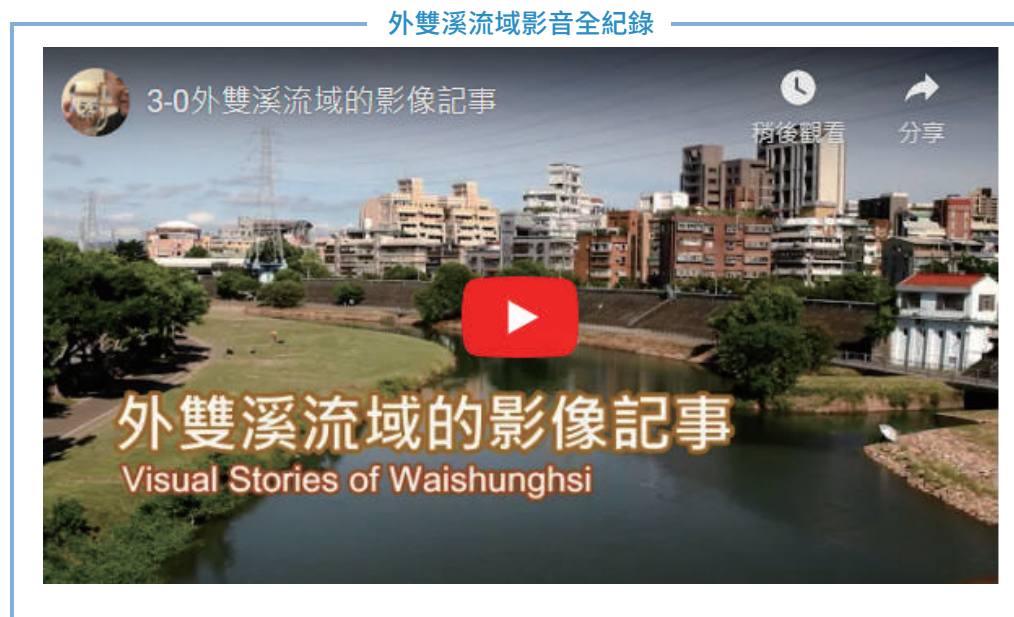 外雙溪流域影音全紀錄
3-0外雙溪流域的影像記事
稍後觀看
分享
外雙溪流域的影像記事
Visual Stories of Waishunghsi